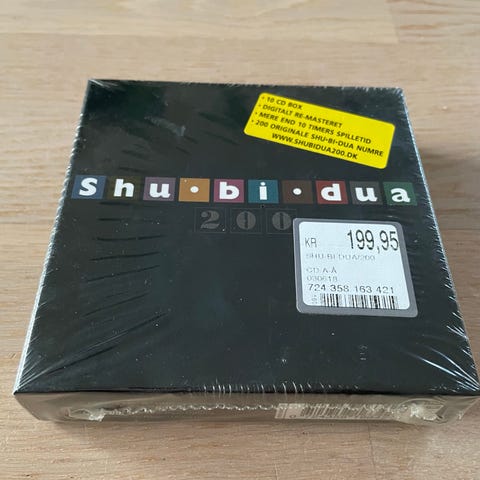 • 10 CD BOX
• DIGITALT RE-MASTERET
• MERE END 10 TIMERS SPILLETID
• 200 ORIGINALE SHU•BI•DUA NUMRE
WWW.SHUBIDUA200.DK
Shu•bi•dua
200
KR 199,95
SHU-BI DUA/200
CD A-Å
030618
724 358 163 421